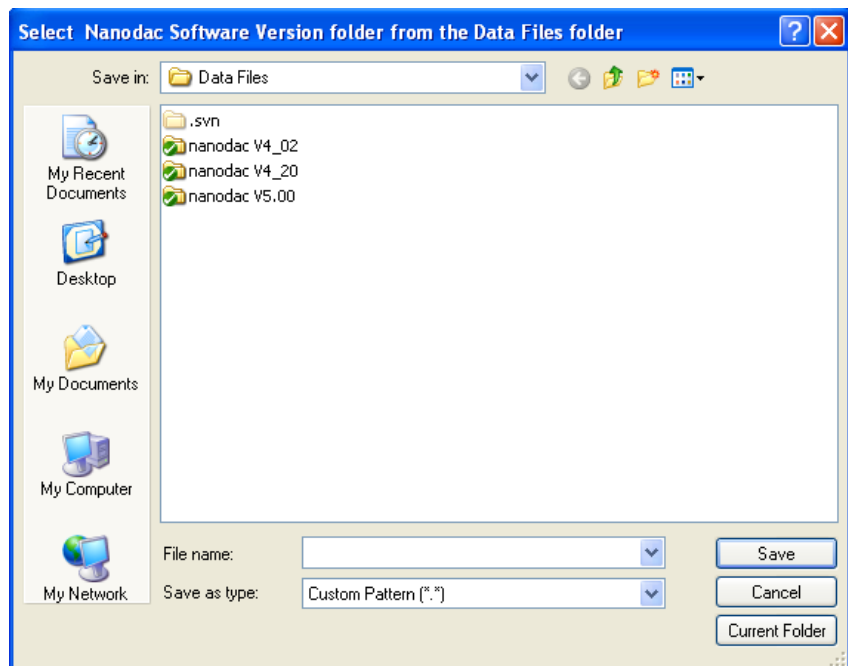 Select Nanodac Software Version folder from the Data Files folder
Save in: Data Files
.svn
nanodac V4_02
nanodac V4_20
nanodac V5.00
My Recent
Documents
Desktop
My Documents
My Computer
My Network
File name:
Save
Save as type: Custom Pattern (*.*)
Cancel
Current Folder